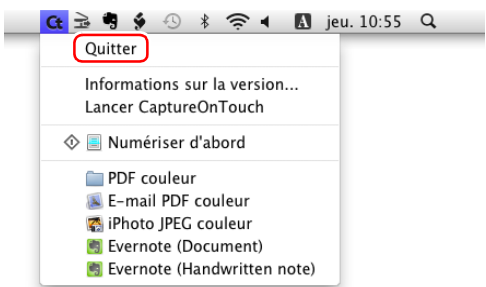 Ct A jeu. 10:55
Quitter
Informations sur la version...
Lancer CaptureOnTouch
Numériser d'abord
PDF couleur
E-mail PDF couleur
iPhoto JPEG couleur
Evernote (Document)
Evernote (Handwritten note)